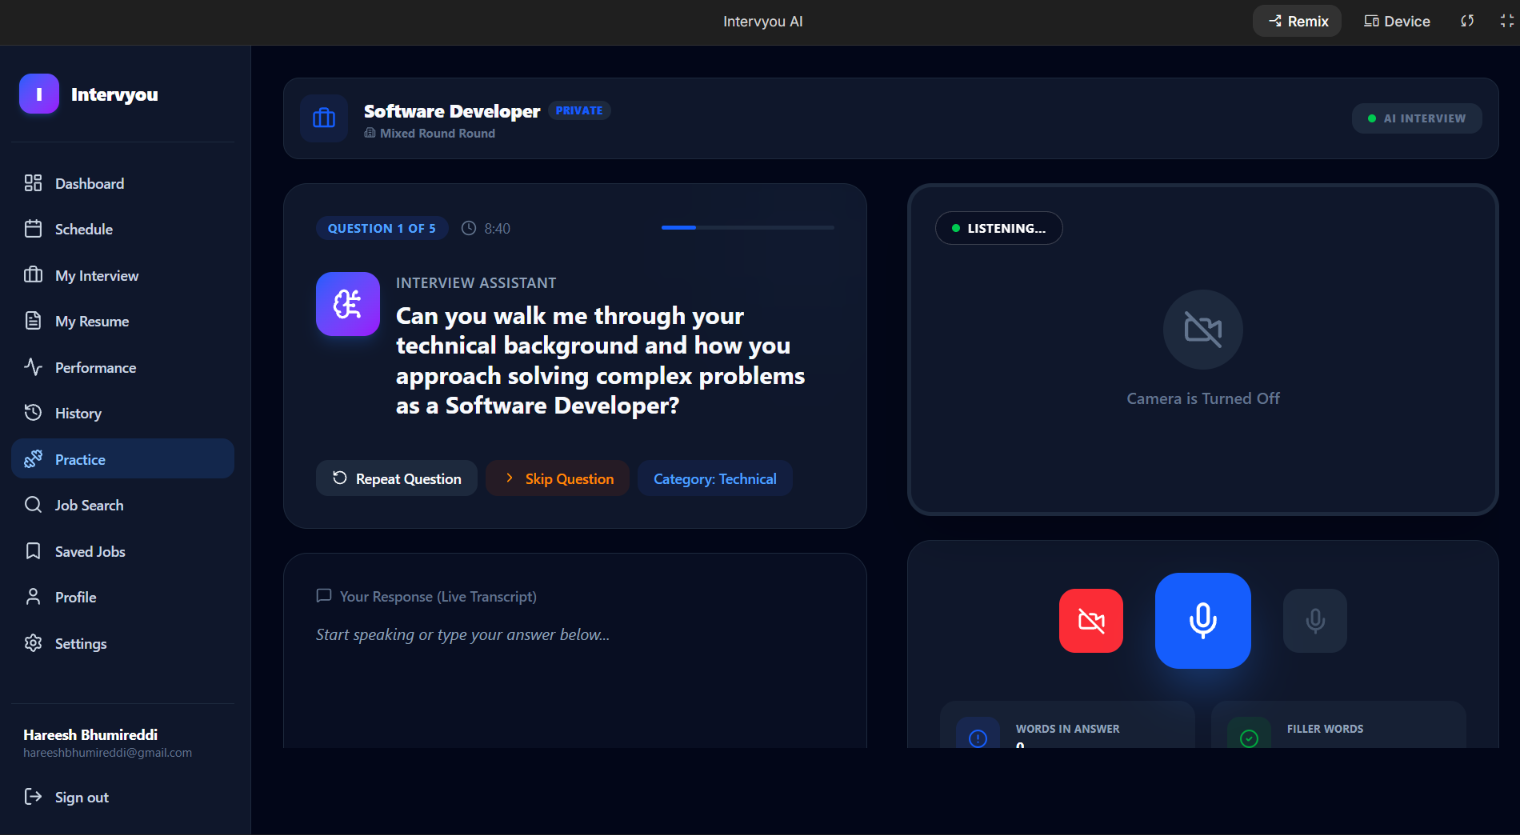 Intervyou AI
Remix
Device
I
Intervyou
Dashboard
Schedule
My Interview
My Resume
Performance
History
Practice
Job Search
Saved Jobs
Profile
Settings
Hareesh Bhumireddi
hareeshbhumireddi@gmail.com
Sign out
Software Developer PRIVATE
Mixed Round Round
AI INTERVIEW
QUESTION 1 OF 5
8:40
INTERVIEW ASSISTANT
Can you walk me through your
technical background and how you
approach solving complex problems
as a Software Developer?
Repeat Question
Skip Question
Category: Technical
Your Response (Live Transcript)
Start speaking or type your answer below...
LISTENING...
Camera is Turned Off
WORDS IN ANSWER
0
FILLER WORDS